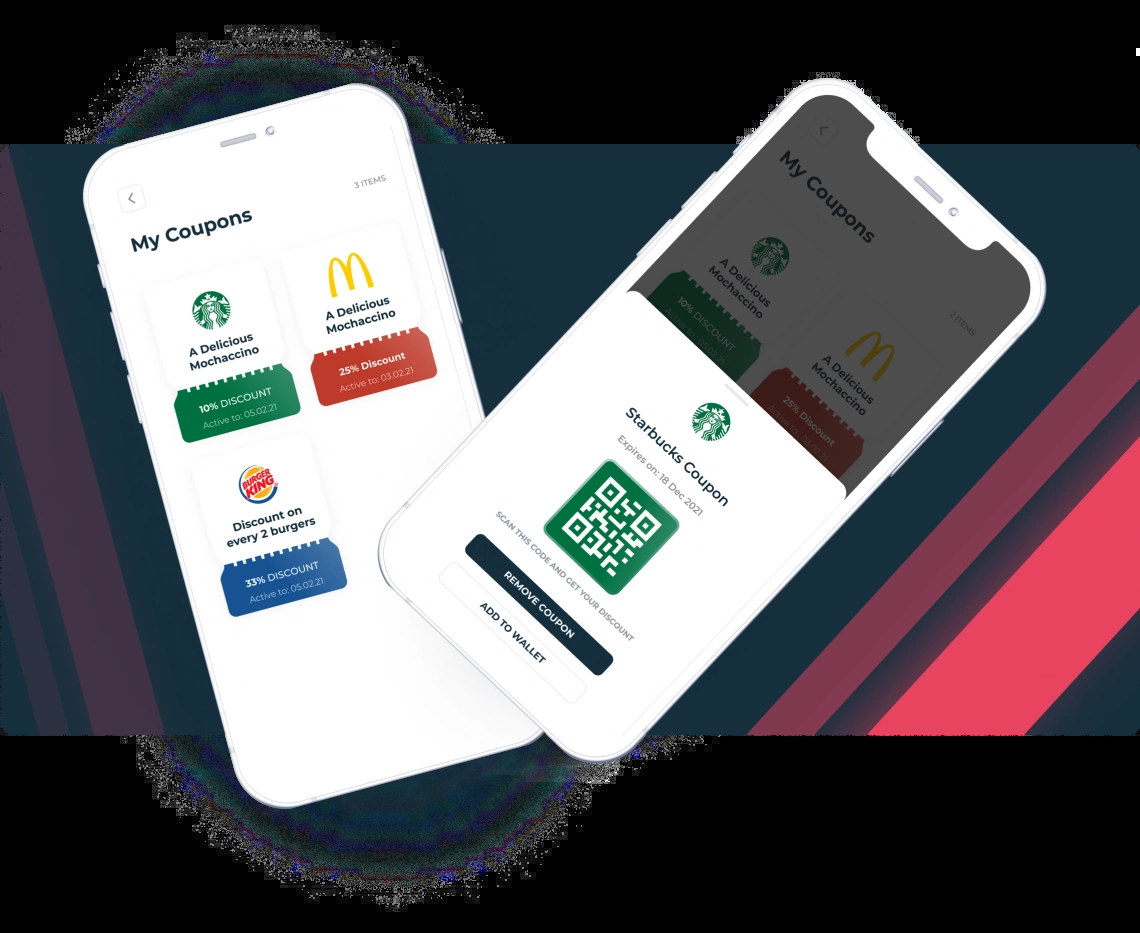 3 ITEMS
My Coupons
A Delicious
Mochaccino
10% DISCOUNT
Active to: 05.02.21
A Delicious
Mochaccino
25% Discount
Active to: 03.02.21
BURGER
KING
Discount on
every 2 burgers
33% DISCOUNT
Active to: 05.02.21
My Coupons
2 ITEMS
A Delicious
Mochaccino
10% DISCOUNT
A Delicious
Mochaccino
25% Discount
Starbucks Coupon
Expires on: 18 Dec 2021
SCAN THIS CODE AND GET YOUR DISCOUNT
REMOVE COUPON
ADD TO WALLET